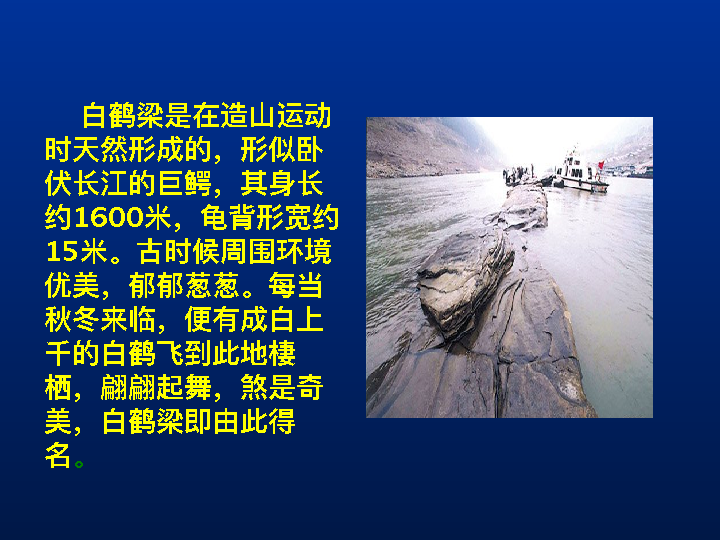 白鹤梁是在造山运动
时天然形成的，形似卧
伏长江的巨鳄，其身长
约1600米，龟背形宽约
15米。古时候周围环境
优美，郁郁葱葱。每当
秋冬来临，便有成白上
千的白鹤飞到此地棲
栖，翩翩起舞，煞是奇
美，白鹤梁即由此得
名。